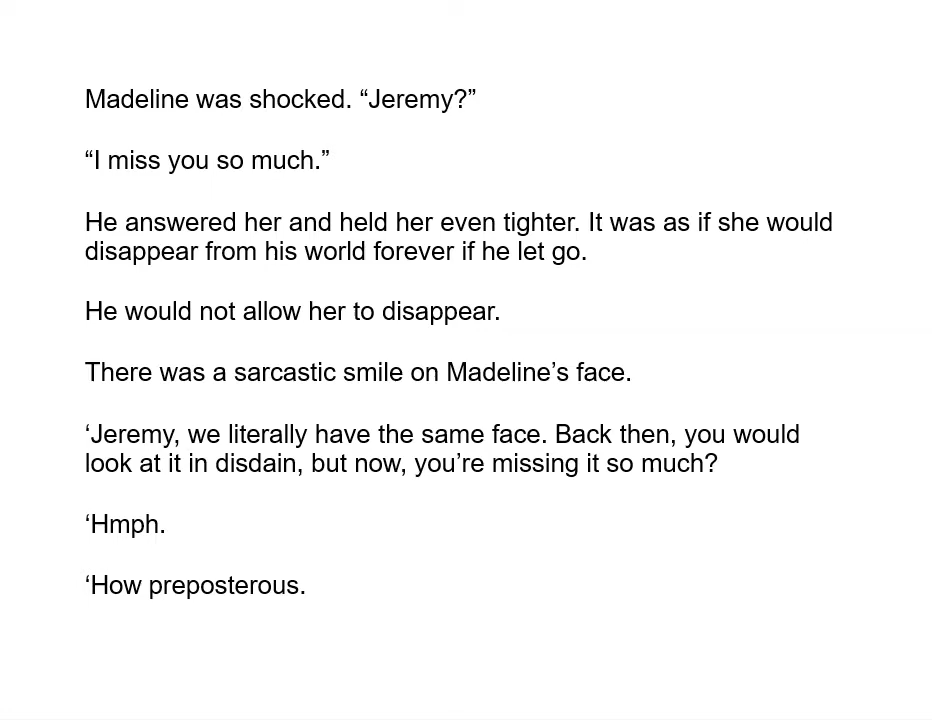 Madeline was shocked. “Jeremy?”
“I miss you so much.”
He answered her and held her even tighter. It was as if she would
disappear from his world forever if he let go.
He would not allow her to disappear.
There was a sarcastic smile on Madeline’s face.
‘Jeremy, we literally have the same face. Back then, you would
look at it in disdain, but now, you’re missing it so much?
‘Hmph.
‘How preposterous.